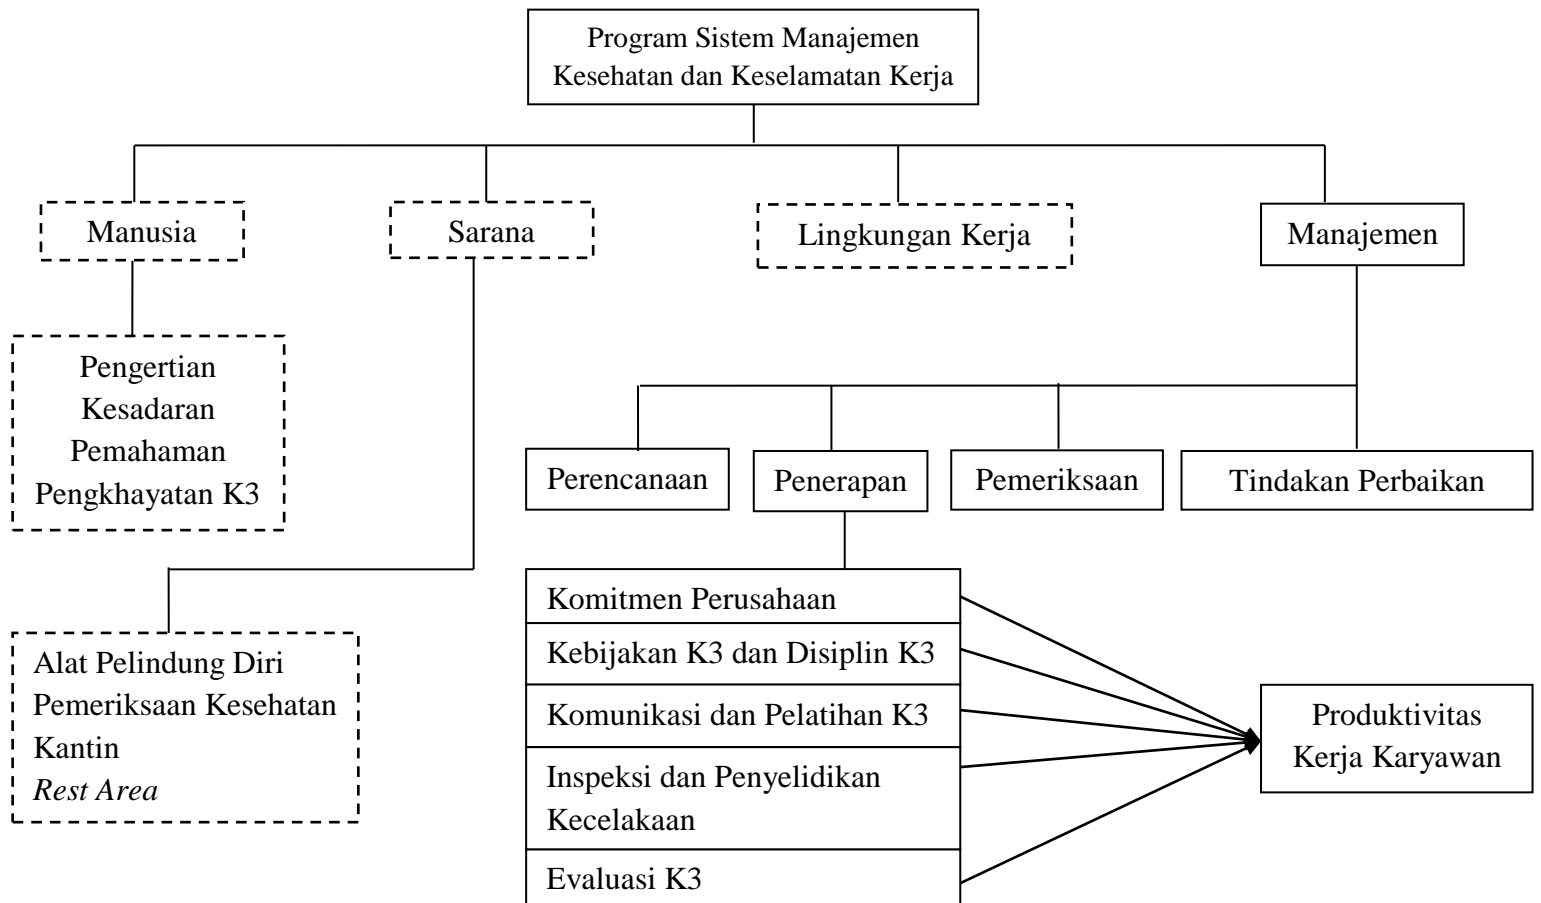 Program Sistem Manajemen
Kesehatan dan Keselamatan Kerja
Manusia
Sarana
Lingkungan Kerja
Manajemen
Pengertian
Kesadaran
Pemahaman
Pengkhayatan K3
Perencanaan
Penerapan
Pemeriksaan
Tindakan Perbaikan
Alat Pelindung Diri
Pemeriksaan Kesehatan
Kantin
Rest Area
Komitmen Perusahaan
Kebijakan K3 dan Disiplin K3
Komunikasi dan Pelatihan K3
Inspeksi dan Penyelidikan
Kecelakaan
Evaluasi K3
Produktivitas
Kerja Karyawan